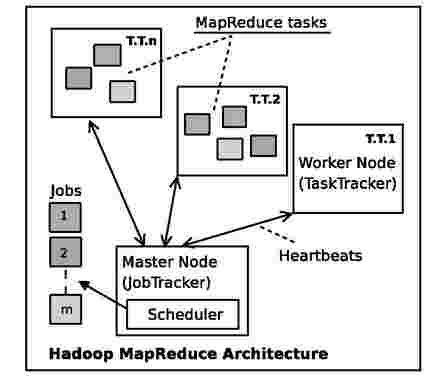 MapReduce tasks
T.T.n
T.T.2
T.T.1
Worker Node
(TaskTracker)
Jobs
1
2
m
Heartbeats
Master Node
(JobTracker)
Scheduler
Hadoop MapReduce Architecture